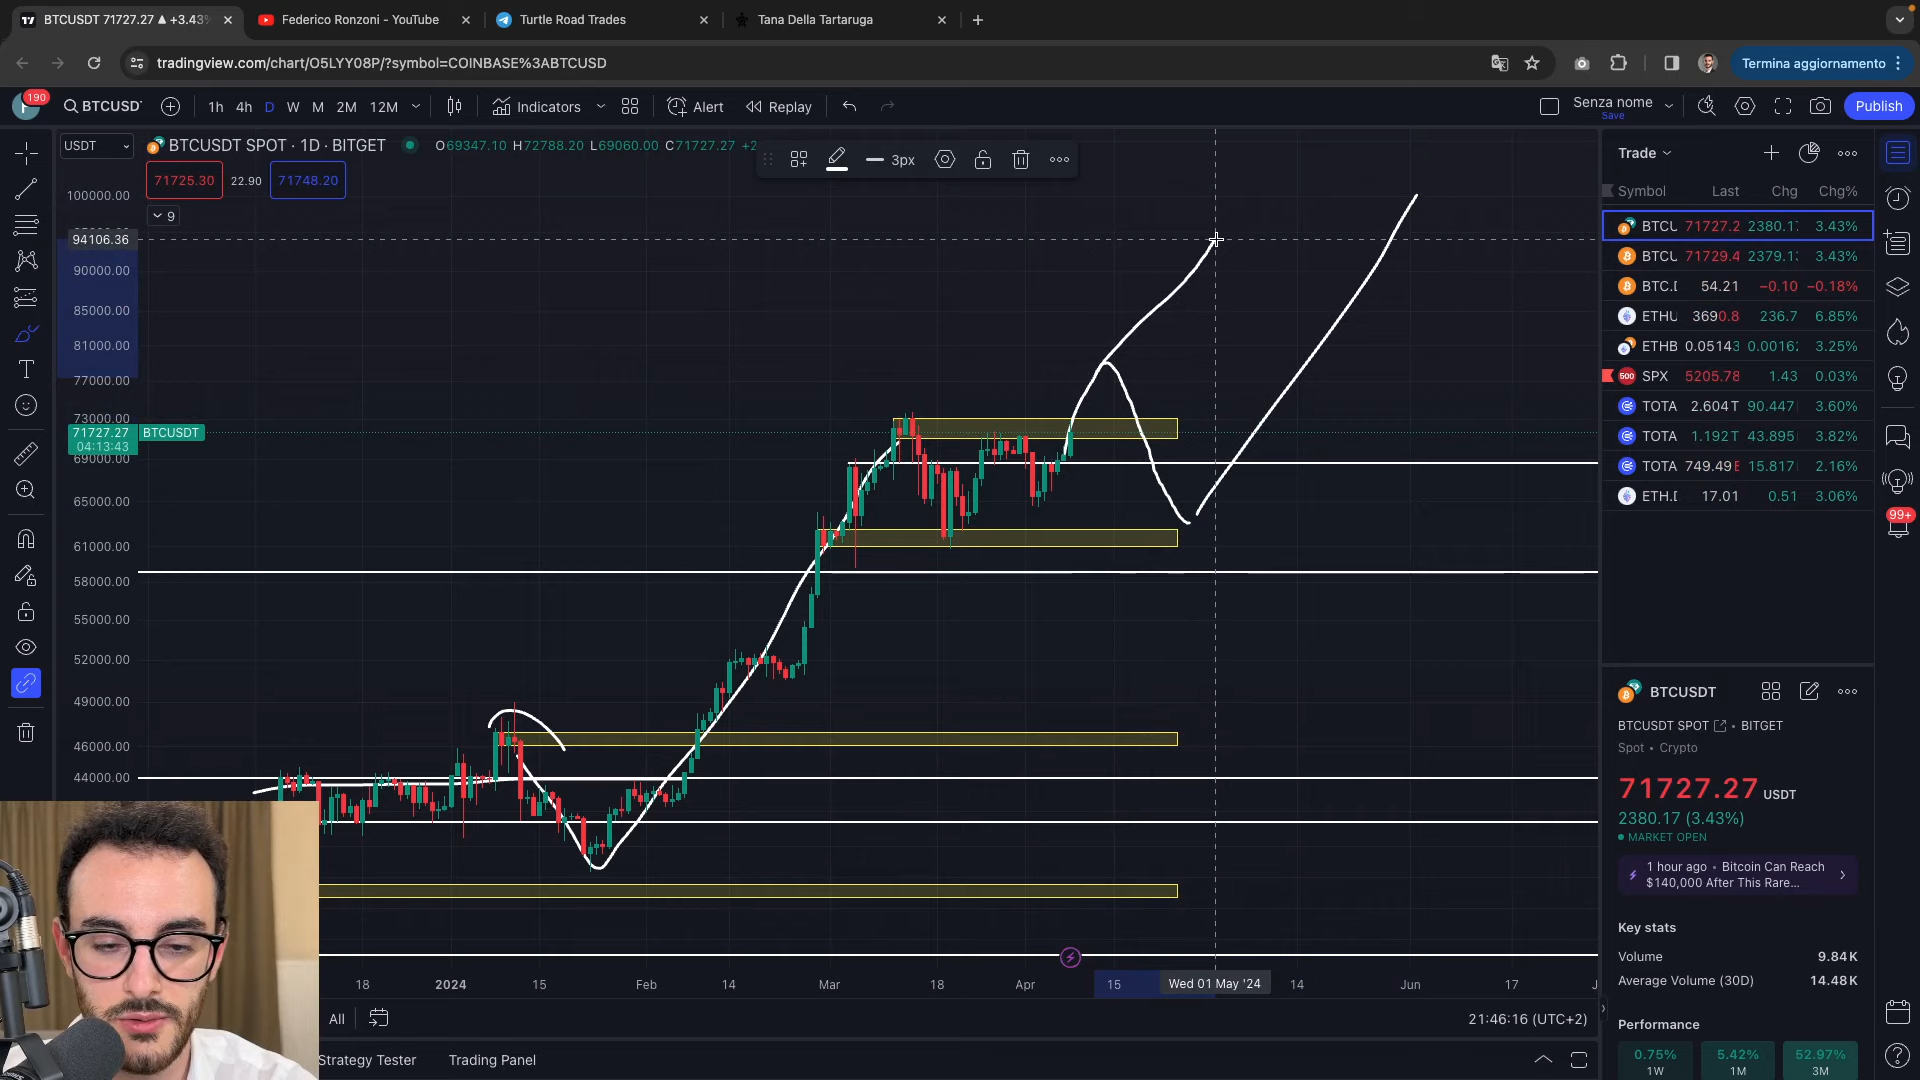 BTCUSDT 71727.27 ▲ +3.43%
Federico Ronzoni - YouTube
Turtle Road Trades
Tana Della Tartaruga
tradingview.com/chart/O5LYY08P/?symbol=COINBASE%3ABTCUSD
Termina aggiornamento
190
BTCUSD
1h 4h D W M 2M 12M
Indicators
Alert
Replay
Senza nome
Save
Publish
USDT
BTCUSDT SPOT · 1D · BITGET
O69347.10 H72788.20 L69060.00 C71727.27
3px
71725.30
22.90
71748.20
9
100000.00
94106.36
90000.00
85000.00
81000.00
77000.00
73000.00
71727.27 BTCUSDT
04:13:43
69000.00
65000.00
61000.00
58000.00
55000.00
52000.00
49000.00
46000.00
44000.00
18 2024 15 Feb 14 Mar 18 Apr 15 Wed 01 May '24 14 Jun 17
All
21:46:16 (UTC+2)
Strategy Tester
Trading Panel
Trade
Symbol Last Chg Chg%
71727.2 2380.17 3.43%
71729.4 2379.13 3.43%
54.21 −0.10 −0.18%
3690.8 236.7 6.85%
ETHB 0.05143 0.00162 3.25%
500 SPX 5205.78 1.43 0.03%
TOTA 2.604T 90.447 3.60%
TOTA 1.192T 43.895 3.82%
TOTA 749.49 15.817 2.16%
17.01 0.51 3.06%
99+
BTCUSDT
BTCUSDT SPOT • BITGET
Spot • Crypto
71727.27 USDT
2380.17 (3.43%)
MARKET OPEN
1 hour ago • Bitcoin Can Reach
$140,000 After This Rare...
Key stats
Volume 9.84K
Average Volume (30D) 14.48K
Performance
0.75% 5.42% 52.97%
1W 1M 3M